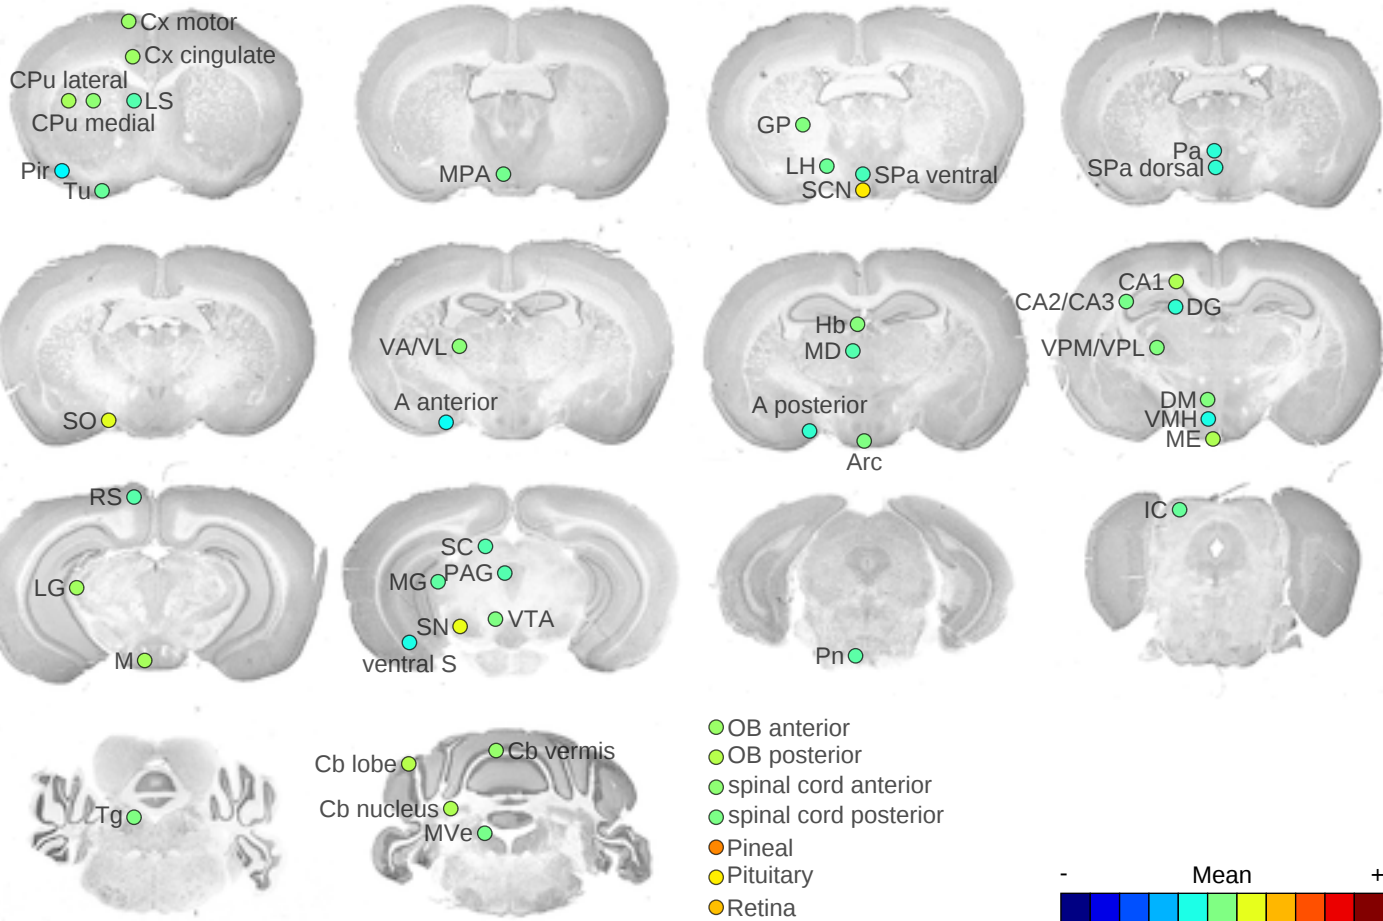 Cx motor
Cx cingulate
CPu lateral
LS
CPu medial
Pir
Tu
MPA
GP
LH
SPa ventral
SCN
Pa
SPa dorsal
SO
VA/VL
A anterior
Hb
MD
A posterior
Arc
CA1
CA2/CA3
DG
VPM/VPL
DM
VMH
ME
RS
LG
M
SC
PAG
MG
VTA
SN
ventral S
Pn
IC
Tg
Cb vermis
Cb lobe
Cb nucleus
MVe
OB anterior
OB posterior
spinal cord anterior
spinal cord posterior
Pineal
Pituitary
Retina
- Mean +